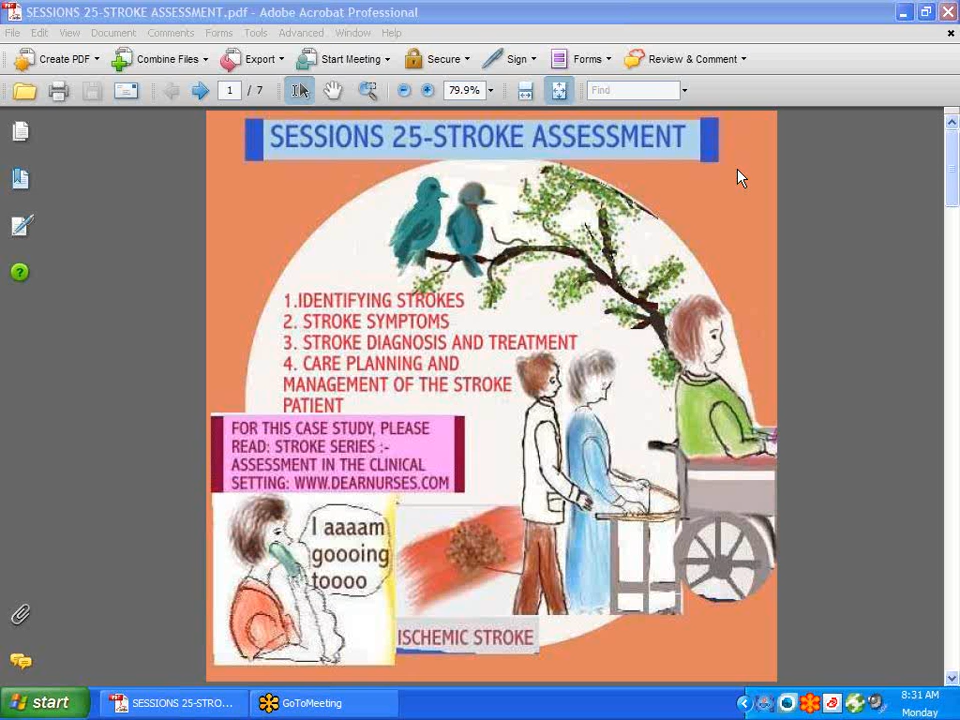 SESSIONS 25-STROKE ASSESSMENT.pdf - Adobe Acrobat Professional
File Edit View Document Comments Forms Tools Advanced Window Help
Create PDF Combine Files Export Start Meeting Secure Sign Forms Review & Comment
1 / 7 79.9% Find
SESSIONS 25-STROKE ASSESSMENT
1.IDENTIFYING STROKES
2. STROKE SYMPTOMS
3. STROKE DIAGNOSIS AND TREATMENT
4. CARE PLANNING AND
MANAGEMENT OF THE STROKE
PATIENT
FOR THIS CASE STUDY, PLEASE
READ: STROKE SERIES :-
ASSESSMENT IN THE CLINICAL
SETTING: WWW.DEARNURSES.COM
I aaaam
goooing
toooo
ISCHEMIC STROKE
start SESSIONS 25-STRO... GoToMeeting 8:31 AM
Monday